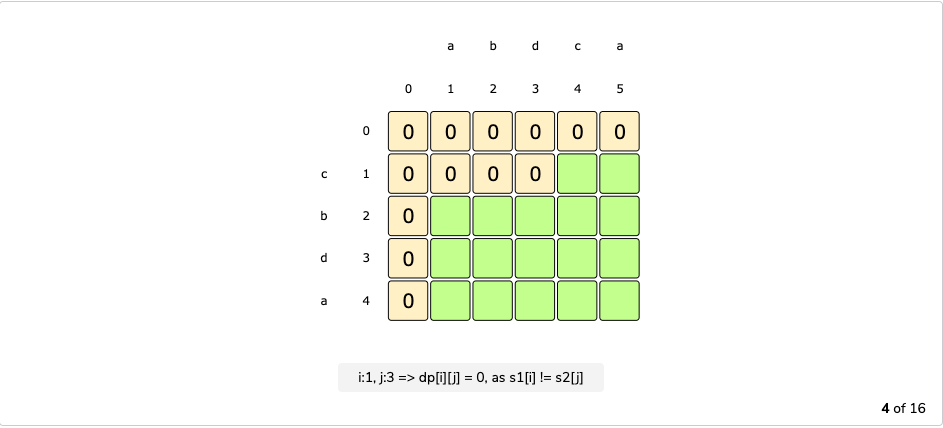 a b d c a
0 1 2 3 4 5
0 0 0 0 0 0 0
c 1 0 0 0 0
b 2 0
d 3 0
a 4 0
i:1, j:3 => dp[i][j] = 0, as s1[i] != s2[j]
4 of 16